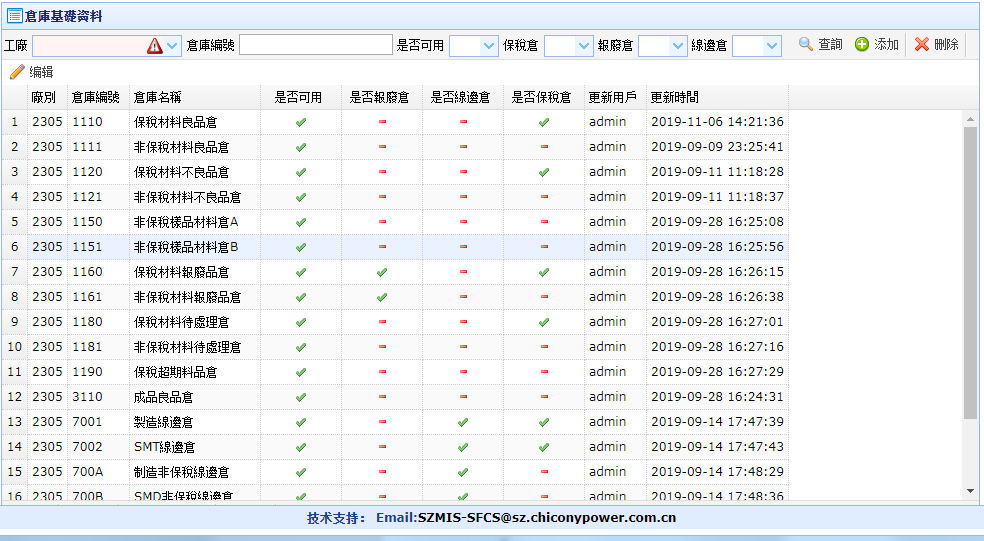 倉庫基礎資料
工廠 倉庫編號 是否可用 保稅倉 報廢倉 線邊倉 查詢 添加 刪除
编辑
廠別 倉庫編號 倉庫名稱 是否可用 是否報廢倉 是否線邊倉 是否保稅倉 更新用戶 更新時間
1 2305 1110 保稅材料良品倉 admin 2019-11-06 14:21:36
2 2305 1111 非保稅材料良品倉 admin 2019-09-09 23:25:41
3 2305 1120 保稅材料不良品倉 admin 2019-09-11 11:18:28
4 2305 1121 非保稅材料不良品倉 admin 2019-09-11 11:18:37
5 2305 1150 非保稅樣品材料倉A admin 2019-09-28 16:25:08
6 2305 1151 非保稅樣品材料倉B admin 2019-09-28 16:25:56
7 2305 1160 保稅材料報廢品倉 admin 2019-09-28 16:26:15
8 2305 1161 非保稅材料報廢品倉 admin 2019-09-28 16:26:38
9 2305 1180 保稅材料待處理倉 admin 2019-09-28 16:27:01
10 2305 1181 非保稅材料待處理倉 admin 2019-09-28 16:27:16
11 2305 1190 保稅超期料品倉 admin 2019-09-28 16:27:29
12 2305 3110 成品良品倉 admin 2019-09-28 16:24:31
13 2305 7001 製造線邊倉 admin 2019-09-14 17:47:39
14 2305 7002 SMT線邊倉 admin 2019-09-14 17:47:43
15 2305 700A 制造非保稅線邊倉 admin 2019-09-14 17:48:29
16 2305 700B SMD非保稅線邊倉 admin 2019-09-14 17:48:36
技术支持： Email:SZMIS-SFCS@sz.chiconypower.com.cn